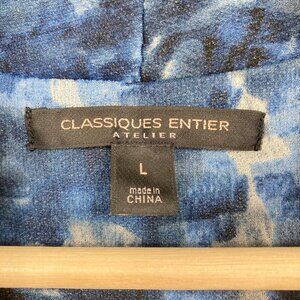 CLASSIQUES ENTIER
ATELIER
L
made in
CHINA